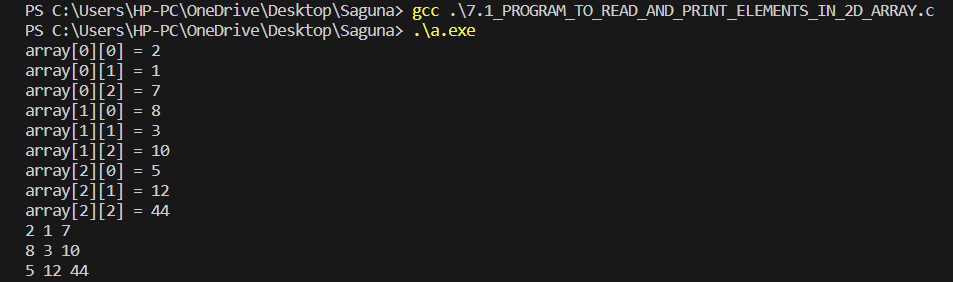 PS C:\Users\HP-PC\OneDrive\Desktop\Saguna> gcc .\7.1_PROGRAM_TO_READ_AND_PRINT_ELEMENTS_IN_2D_ARRAY.c
PS C:\Users\HP-PC\OneDrive\Desktop\Saguna> .\a.exe
array[0][0] = 2
array[0][1] = 1
array[0][2] = 7
array[1][0] = 8
array[1][1] = 3
array[1][2] = 10
array[2][0] = 5
array[2][1] = 12
array[2][2] = 44
2 1 7
8 3 10
5 12 44